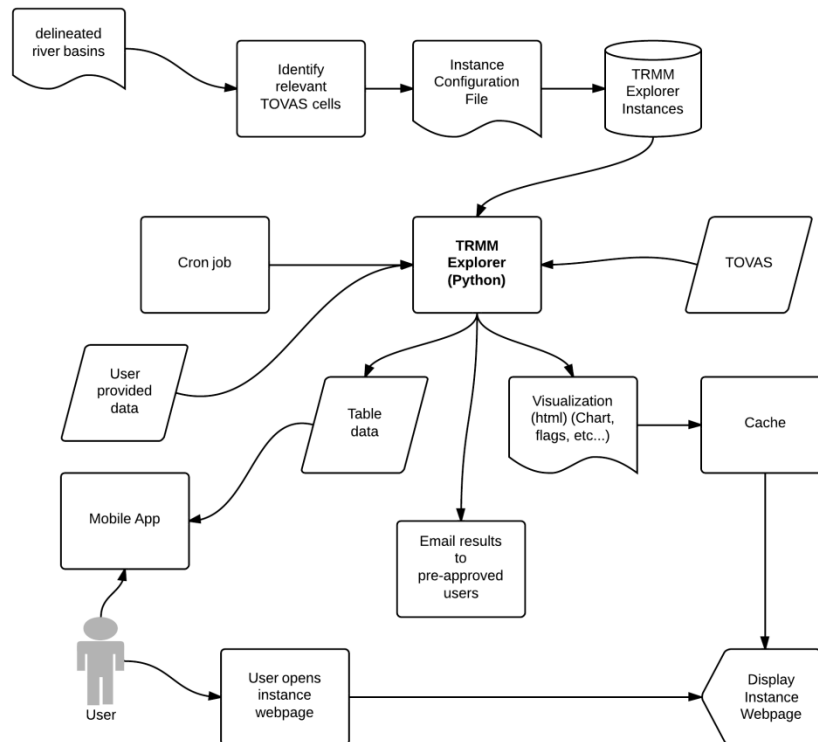 delineated
river basins
Identify
relevant
TOVAS cells
Instance
Configuration
File
TRMM
Explorer
Instances
Cron job
TRMM
Explorer
(Python)
TOVAS
User
provided
data
Table
data
Visualization
(html) (Chart,
flags, etc...)
Cache
Mobile App
Email results
to
pre-approved
users
User
User opens
instance
webpage
Display
Instance
Webpage